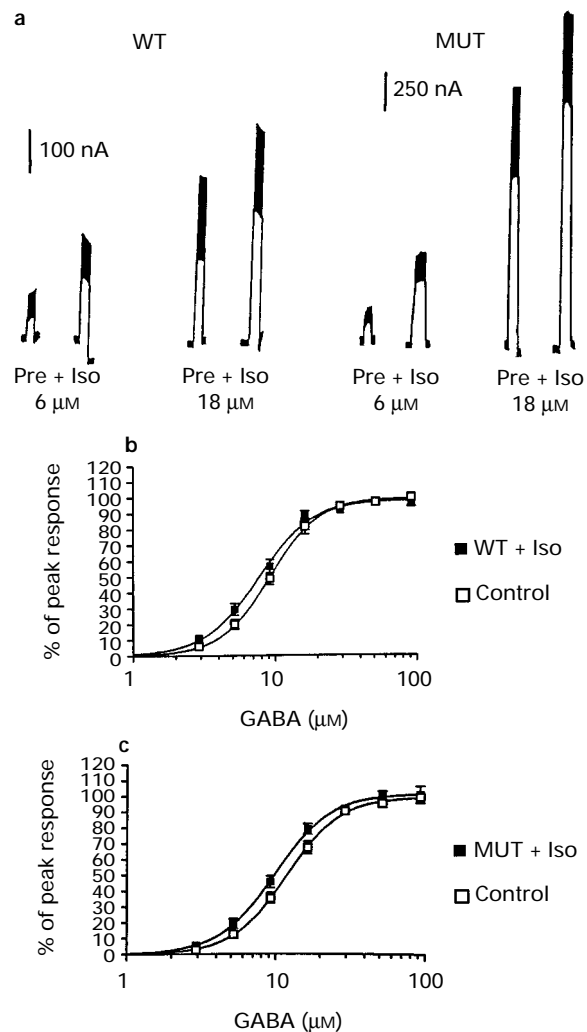 a
WT
MUT
100 nA
250 nA
Pre + Iso
6 μM
Pre + Iso
18 μM
Pre + Iso
6 μM
Pre + Iso
18 μM
b
% of peak response
120
110
100
90
80
70
60
50
40
30
20
10
0
1
10
100
GABA (μM)
WT + Iso
Control
c
% of peak response
120
110
100
90
80
70
60
50
40
30
20
10
0
1
10
100
GABA (μM)
MUT + Iso
Control